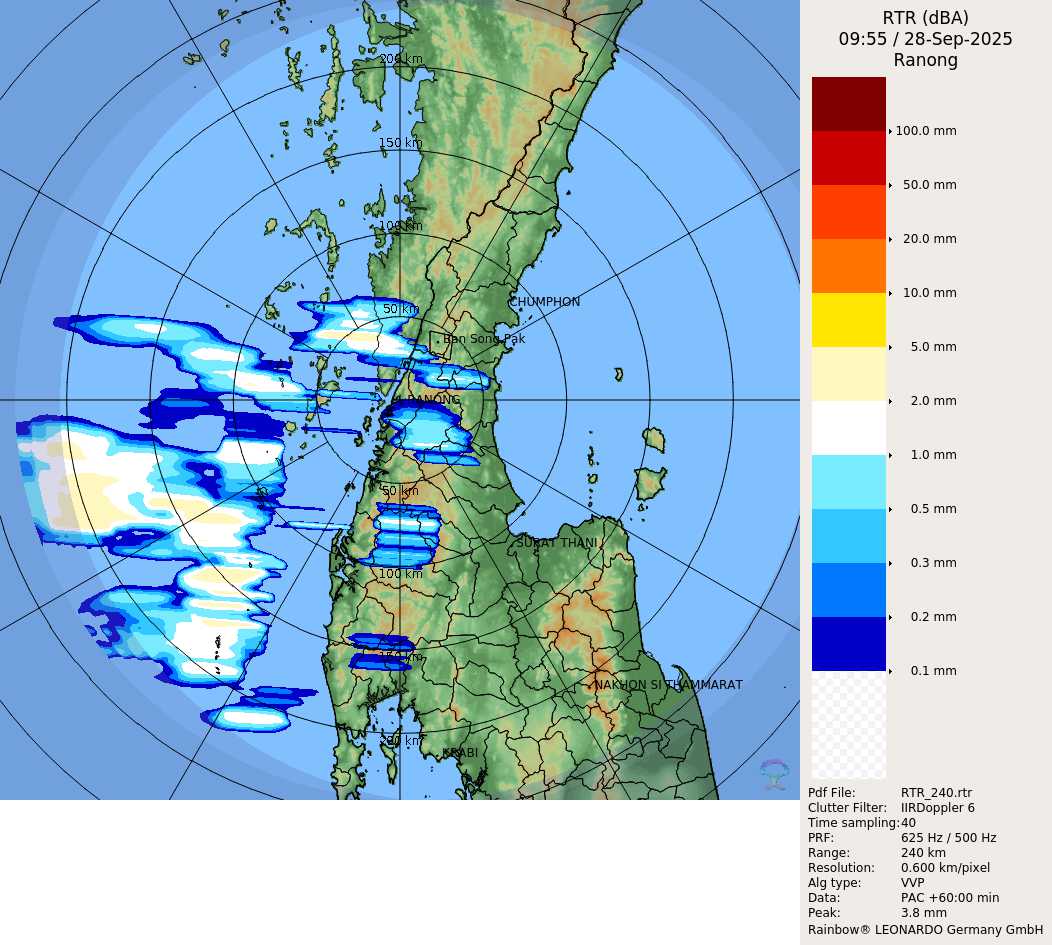 RTR (dBA)
09:55 / 28-Sep-2025
Ranong
200 km
150 km
100 km
50 km
CHUMPHON
Ban Song Pak
RANONG
50 km
SURAT THANI
100 km
150 km
NAKHON SI THAMMARAT
200 km
KRABI
100.0 mm
50.0 mm
20.0 mm
10.0 mm
5.0 mm
2.0 mm
1.0 mm
0.5 mm
0.3 mm
0.2 mm
0.1 mm
Pdf File: RTR_240.rtr
Clutter Filter: IIRDoppler 6
Time sampling: 40
PRF: 625 Hz / 500 Hz
Range: 240 km
Resolution: 0.600 km/pixel
Alg type: VVP
Data: PAC +60:00 min
Peak: 3.8 mm
Rainbow® LEONARDO Germany GmbH